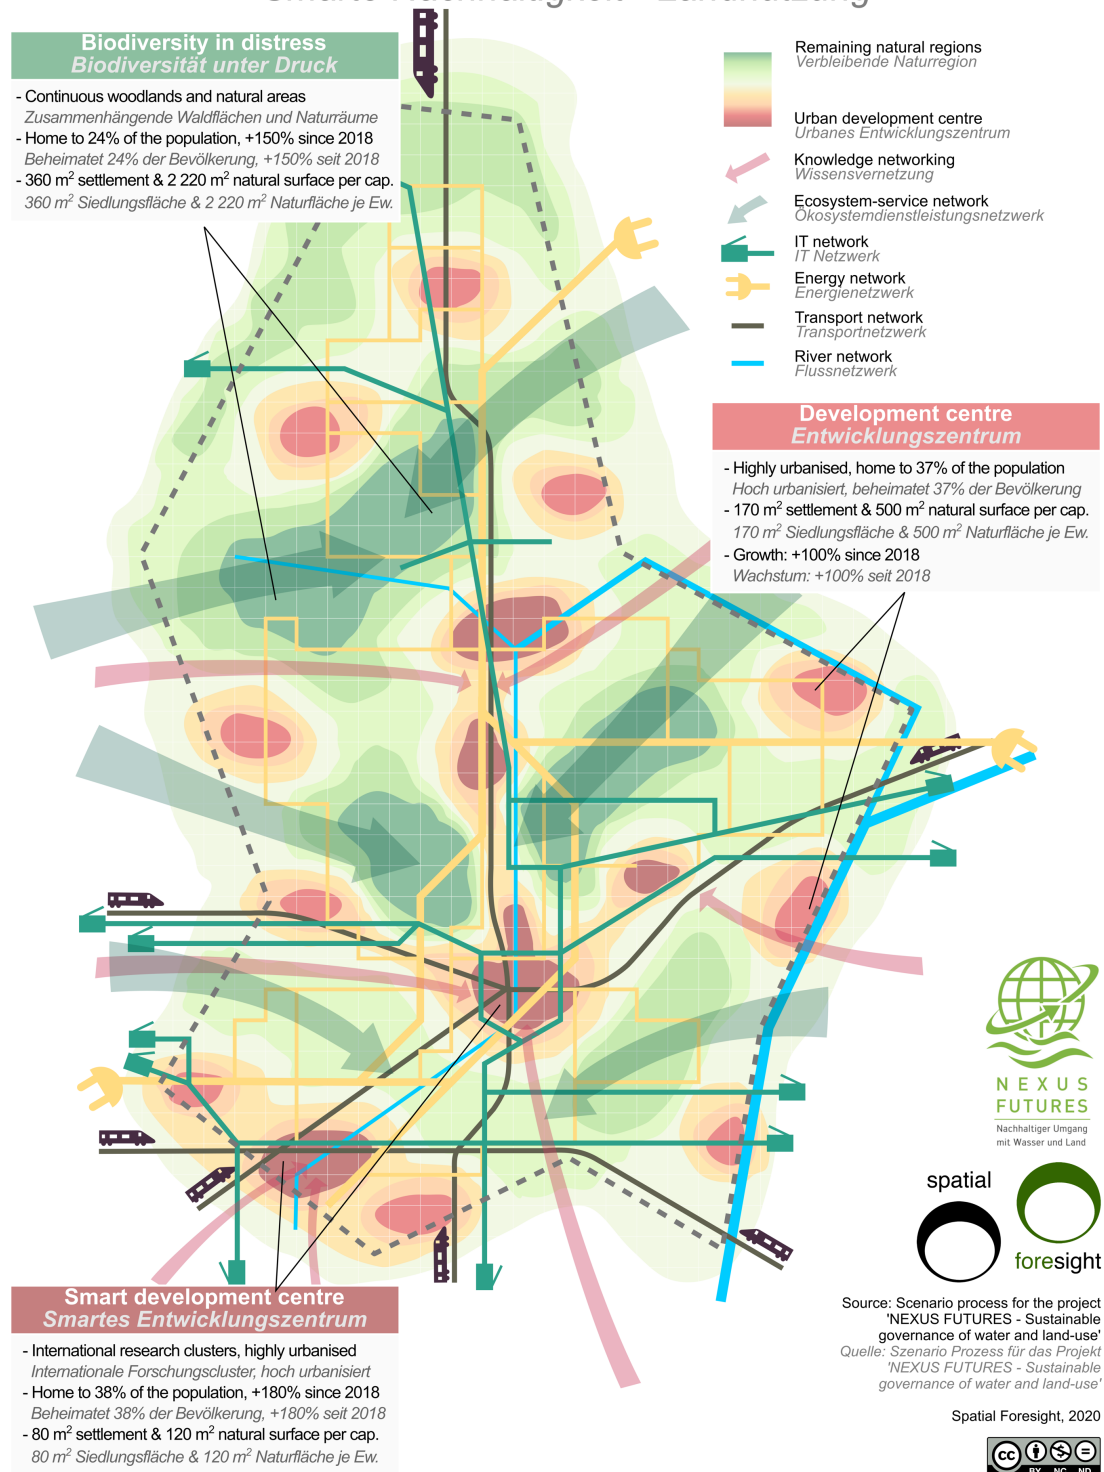 Biodiversity in distress
Biodiversität unter Druck
- Continuous woodlands and natural areas
Zusammenhängende Waldflächen und Naturräume
- Home to 24% of the population, +150% since 2018
Beheimatet 24% der Bevölkerung, +150% seit 2018
- 360 m² settlement & 2 220 m² natural surface per cap.
360 m² Siedlungsfläche & 2 220 m² Naturfläche je Ew.
Remaining natural regions
Verbleibende Naturregion
Urban development centre
Urbanes Entwicklungszentrum
Knowledge networking
Wissensvernetzung
Ecosystem-service network
Ökosystemdienstleistungsnetzwerk
IT network
IT Netzwerk
Energy network
Energienetzwerk
Transport network
Transportnetzwerk
River network
Flussnetzwerk
Development centre
Entwicklungszentrum
- Highly urbanised, home to 37% of the population
Hoch urbanisiert, beheimatet 37% der Bevölkerung
- 170 m² settlement & 500 m² natural surface per cap.
170 m² Siedlungsfläche & 500 m² Naturfläche je Ew.
- Growth: +100% since 2018
Wachstum: +100% seit 2018
NEXUS
FUTURES
Nachhaltiger Umgang
mit Wasser und Land
spatial
foresight
Smart development centre
Smartes Entwicklungszentrum
- International research clusters, highly urbanised
Internationale Forschungscluster, hoch urbanisiert
- Home to 38% of the population, +180% since 2018
Beheimatet 38% der Bevölkerung, +180% seit 2018
- 80 m² settlement & 120 m² natural surface per cap.
80 m² Siedlungsfläche & 120 m² Naturfläche je Ew.
Source: Scenario process for the project
'NEXUS FUTURES - Sustainable
governance of water and land-use'
Quelle: Szenario Prozess für das Projekt
'NEXUS FUTURES - Sustainable
governance of water and land-use'
Spatial Foresight, 2020
cc
BY NC ND